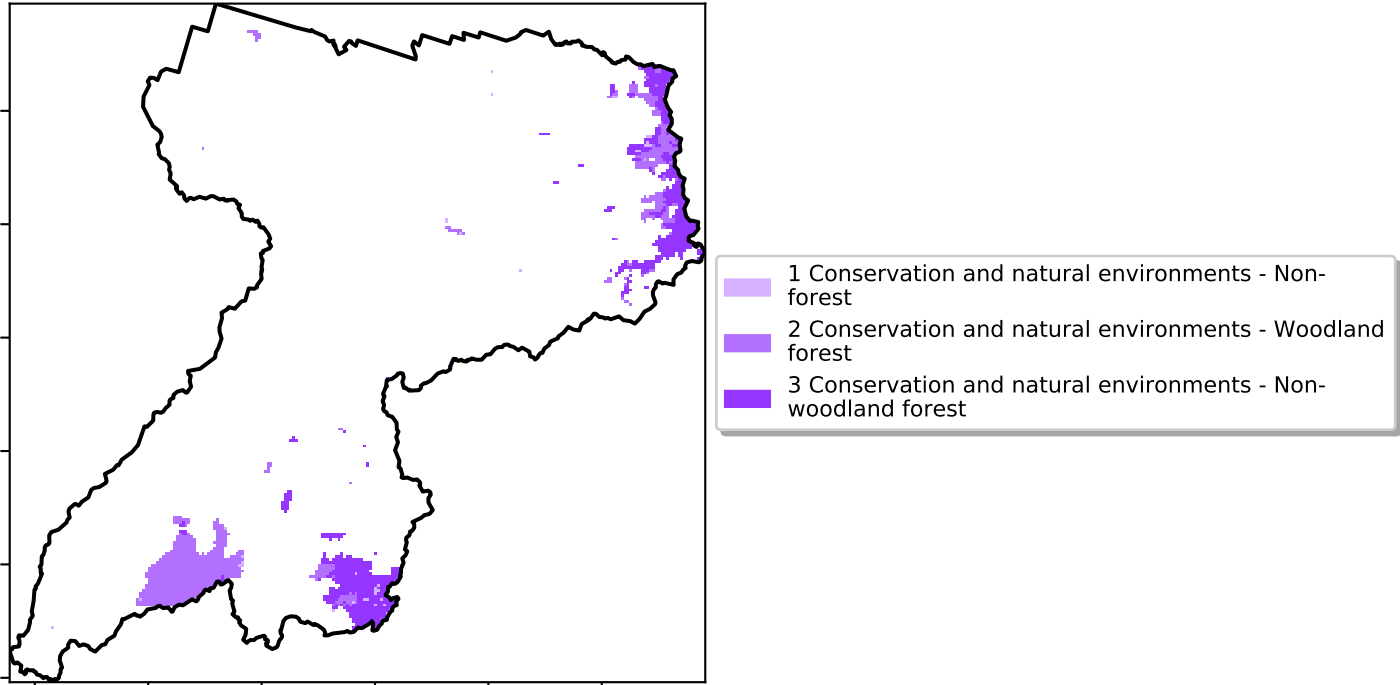 1 Conservation and natural environments - Non-
forest
2 Conservation and natural environments - Woodland
forest
3 Conservation and natural environments - Non-
woodland forest